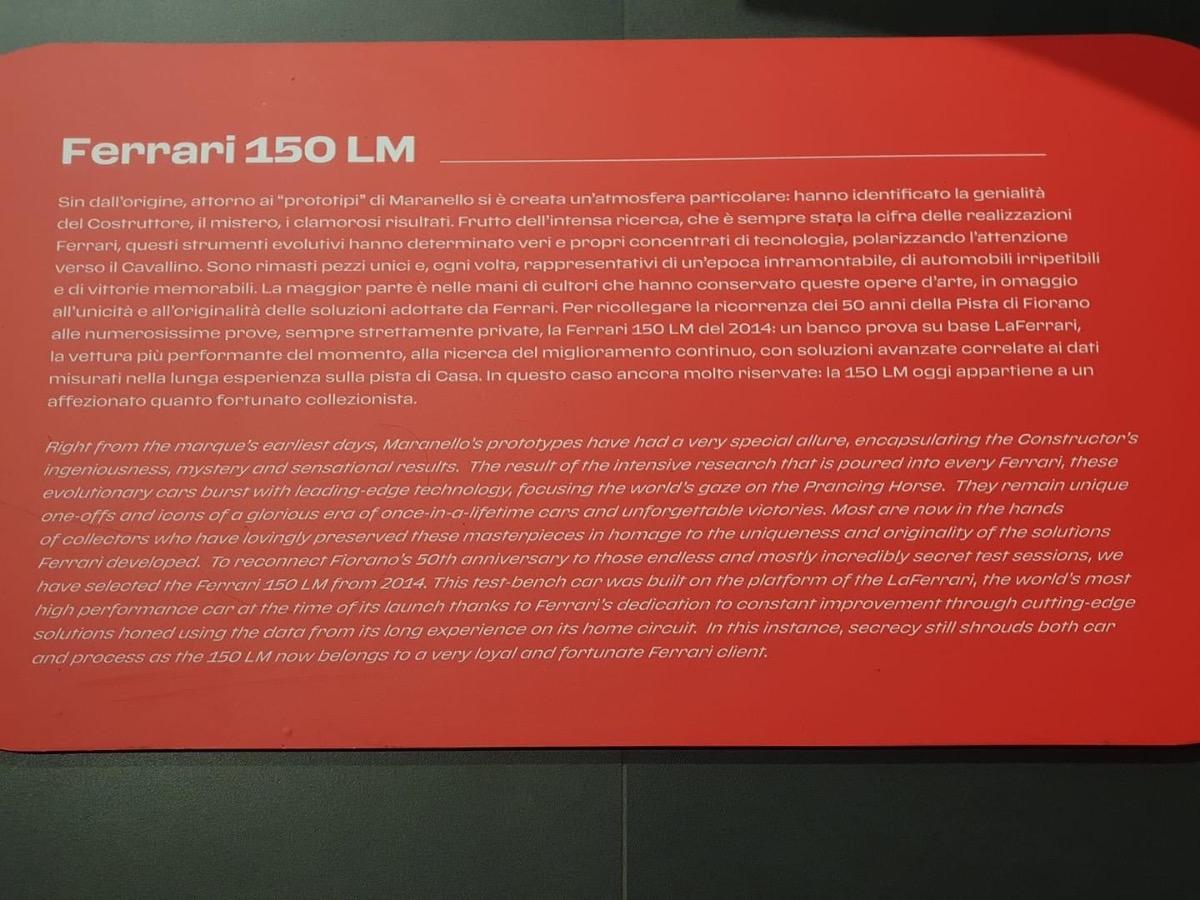 Ferrari 150 LM
Sin dall'origine, attorno ai “prototipi” di Maranello si è creata un'atmosfera particolare: hanno identificato la genialità
del Costruttore, il mistero, i clamorosi risultati. Frutto dell'intensa ricerca, che è sempre stata la cifra delle realizzazioni
Ferrari, questi strumenti evolutivi hanno determinato veri e propri concentrati di tecnologia, polarizzando l'attenzione
verso il Cavallino. Sono rimasti pezzi unici e, ogni volta, rappresentativi di un'epoca intramontabile, di automobili irripetibili
e di vittorie memorabili. La maggior parte è nelle mani di cultori che hanno conservato queste opere d'arte, in omaggio
all'unicità e all'originalità delle soluzioni adottate da Ferrari. Per ricollegare la ricorrenza dei 50 anni della Pista di Fiorano
alle numerosissime prove, sempre strettamente private, la Ferrari 150 LM del 2014: un banco prova su base LaFerrari,
la vettura più performante del momento, alla ricerca del miglioramento continuo, con soluzioni avanzate correlate ai dati
misurati nella lunga esperienza sulla pista di Casa. In questo caso ancora molto riservate: la 150 LM oggi appartiene a un
affezionato quanto fortunato collezionista.
Right from the marque's earliest days, Maranello's prototypes have had a very special allure, encapsulating the Constructor's
ingeniousness, mystery and sensational results. The result of the intensive research that is poured into every Ferrari, these
evolutionary cars burst with leading-edge technology, focusing the world's gaze on the Prancing Horse. They remain unique
one-offs and icons of a glorious era of once-in-a-lifetime cars and unforgettable victories. Most are now in the hands
of collectors who have lovingly preserved these masterpieces in homage to the uniqueness and originality of the solutions
Ferrari developed. To reconnect Fiorano's 50th anniversary to those endless and mostly incredibly secret test sessions, we
have selected the Ferrari 150 LM from 2014. This test-bench car was built on the platform of the LaFerrari, the world's most
high performance car at the time of its launch thanks to Ferrari's dedication to constant improvement through cutting-edge
solutions honed using the data from its long experience on its home circuit. In this instance, secrecy still shrouds both car
and process as the 150 LM now belongs to a very loyal and fortunate Ferrari client.